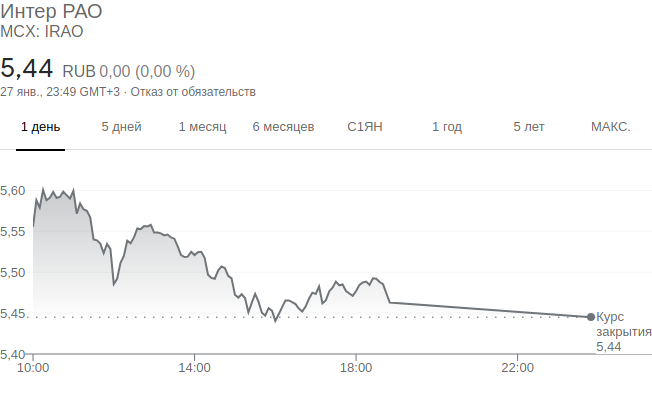 Интер РАО
MCX: IRAO
5,44 RUB 0,00 (0,00 %)
27 янв., 23:49 GMT+3 · Отказ от обязательств
1 день 5 дней 1 месяц 6 месяцев С1ЯН 1 год 5 лет МАКС.
5,60
5,55
5,50
5,45
Курс
закрытия
5,44
5,40
10:00 14:00 18:00 22:00